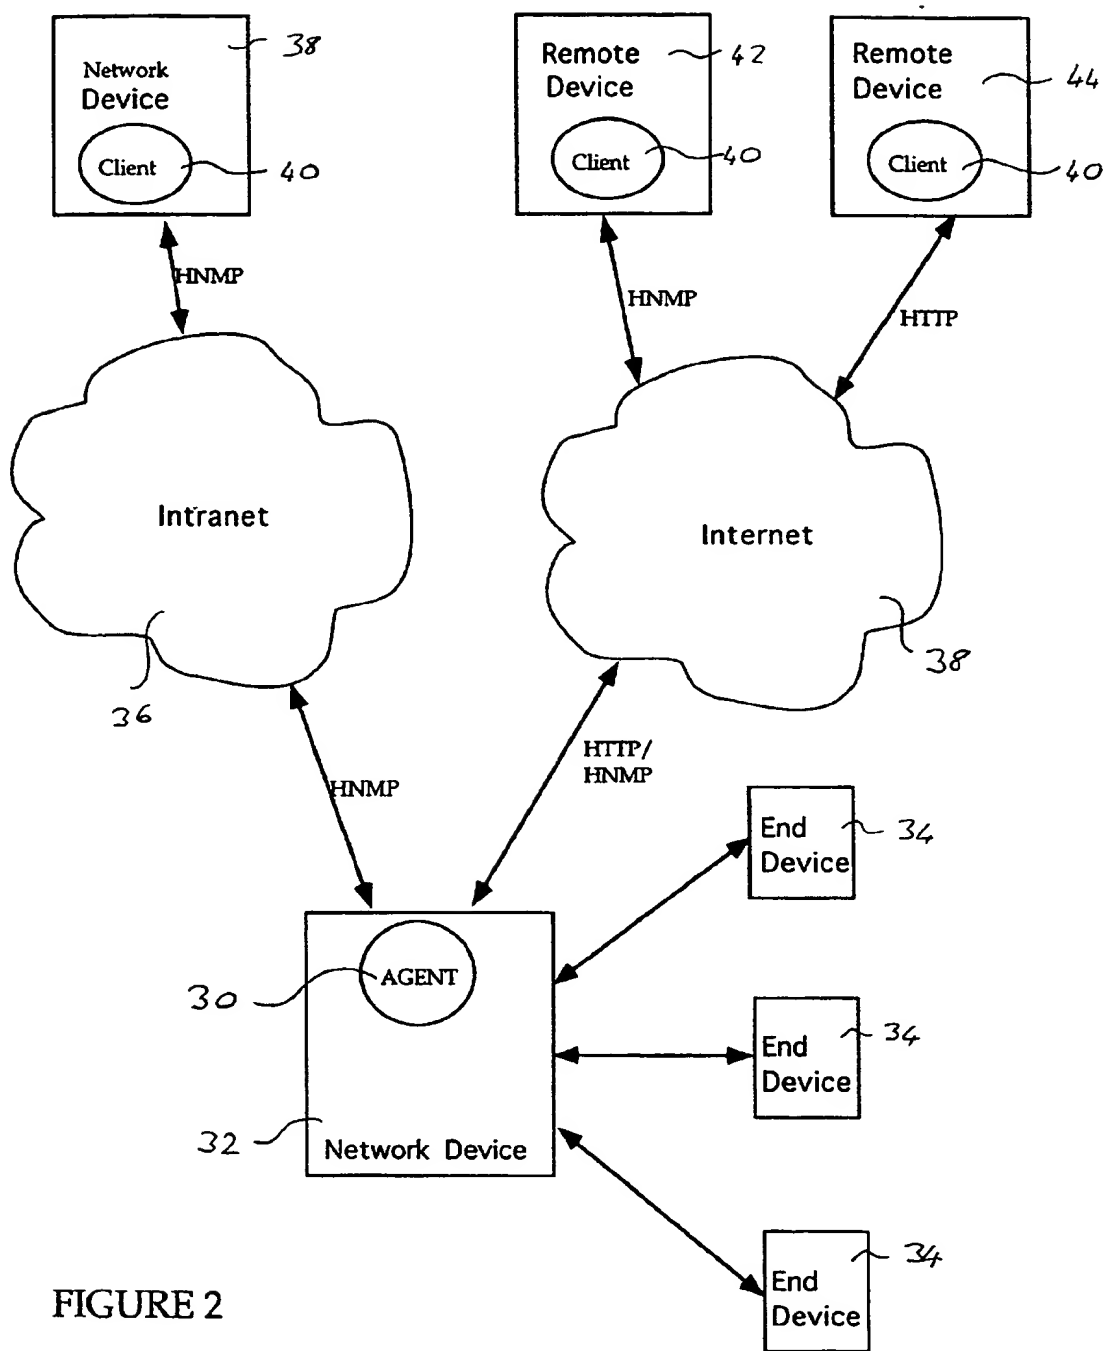 38
Network
Device
Client
40
Remote
Device
42
Client
40
Remote
Device
44
Client
40
HNMP
HNMP
HTTP
Intranet
Internet
36
38
HNMP
HTTP/
HNMP
End
Device
34
AGENT
30
End
Device
34
32
Network Device
End
Device
34
FIGURE 2